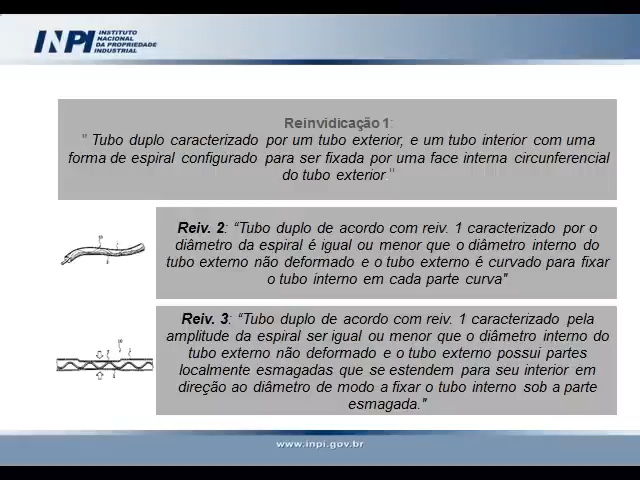 INPI INSTITUTO
NACIONAL
DA PROPRIEDADE
INDUSTRIAL
Reinvidicação 1:
" Tubo duplo caracterizado por um tubo exterior, e um tubo interior com uma
forma de espiral configurado para ser fixada por uma face interna circunferencial
do tubo exterior."
Reiv. 2: “Tubo duplo de acordo com reiv. 1 caracterizado por o
diâmetro da espiral é igual ou menor que o diâmetro interno do
tubo externo não deformado e o tubo externo é curvado para fixar
o tubo interno em cada parte curva"
Reiv. 3: “Tubo duplo de acordo com reiv. 1 caracterizado pela
amplitude da espiral ser igual ou menor que o diâmetro interno do
tubo externo não deformado e o tubo externo possui partes
localmente esmagadas que se estendem para seu interior em
direção ao diâmetro de modo a fixar o tubo interno sob a parte
esmagada."
www.inpi.gov.br